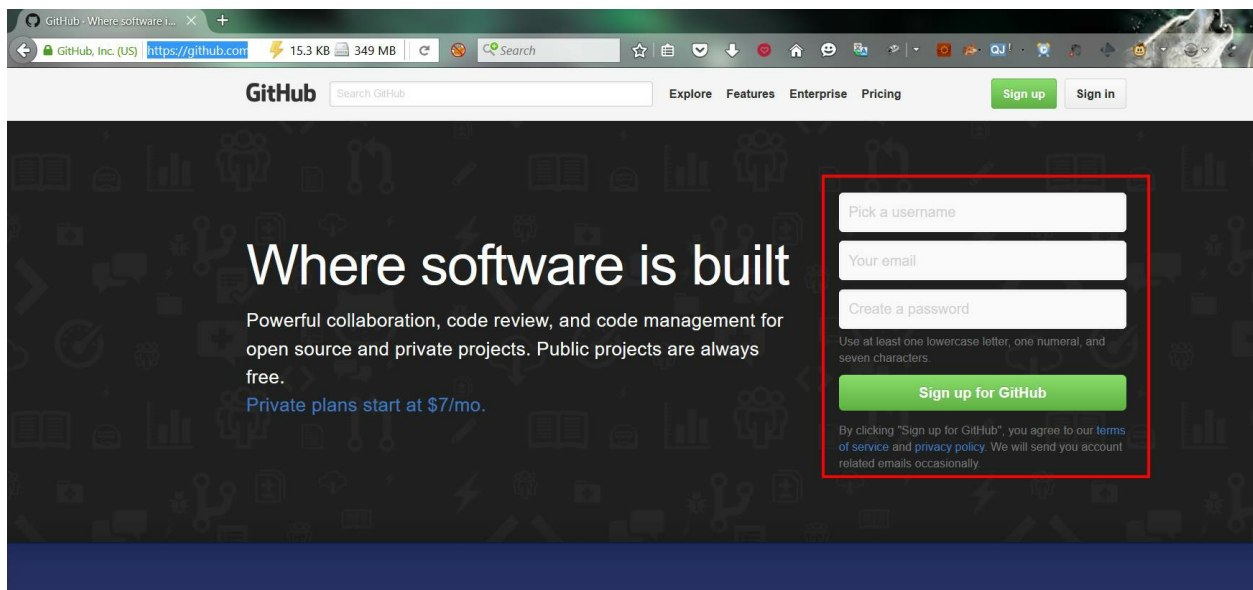 GitHub - Where software i...
GitHub, Inc. (US) https://github.com 15.3 KB 349 MB Search
GitHub Search GitHub Explore Features Enterprise Pricing Sign up Sign in
Where software is built
Powerful collaboration, code review, and code management for
open source and private projects. Public projects are always
free.
Private plans start at $7/mo.
Pick a username
Your email
Create a password
Use at least one lowercase letter, one numeral, and
seven characters.
Sign up for GitHub
By clicking "Sign up for GitHub", you agree to our terms
of service and privacy policy. We will send you account
related emails occasionally.